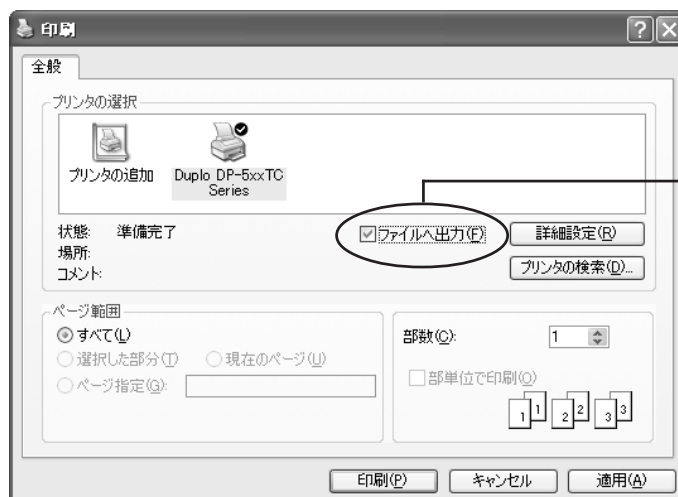 印刷
全般
プリンタの選択
プリンタの追加
Duplo DP-5xxTC
Series
状態: 準備完了
場所:
コメント:
ファイルへ出力(F)
詳細設定(R)
プリンタの検索(D)...
ページ範囲
すべて(L)
選択した部分(T) 現在のページ(U)
ページ指定(G):
部数(C): 1
部単位で印刷(O)
1 1 2 2 3 3
印刷(P) キャンセル 適用(A)